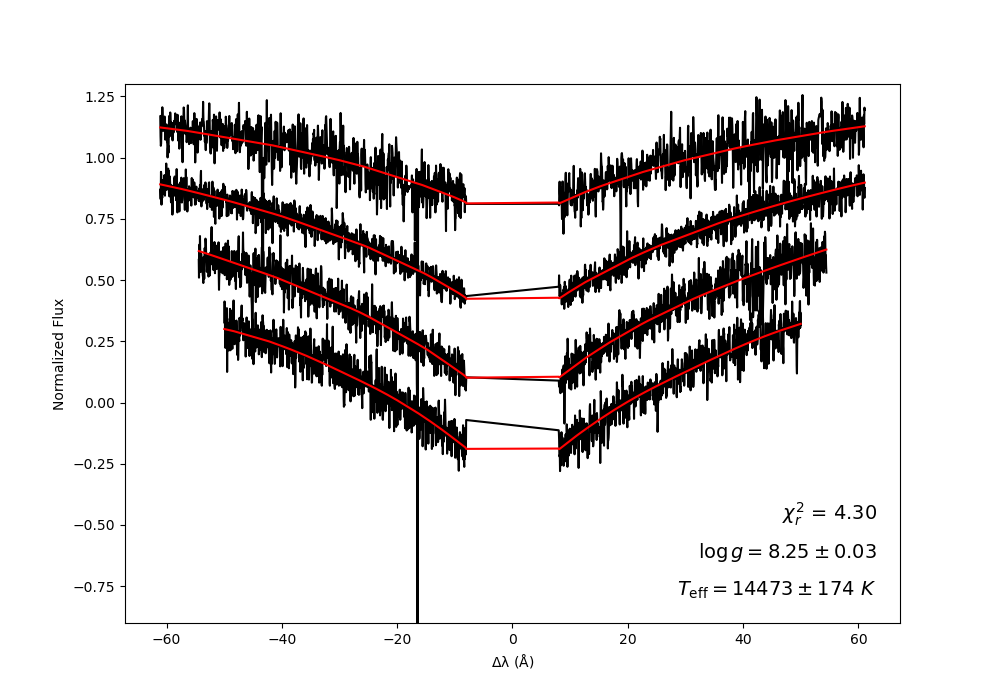 1.25
1.00
0.75
0.50
0.25
0.00
−0.25
−0.50
−0.75
Normalized Flux
χ²ᵣ = 4.30
log g = 8.25 ± 0.03
T_eff = 14473 ± 174 K
−60 −40 −20 0 20 40 60
Δλ (Å)